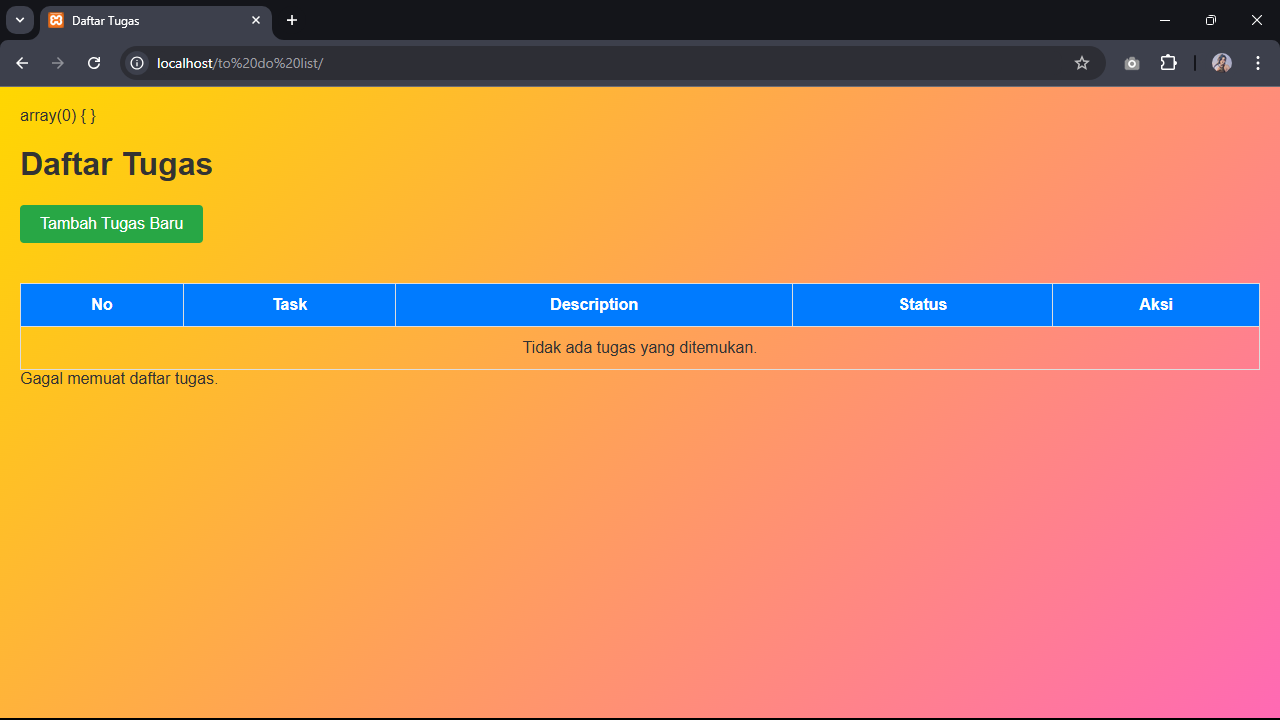 Daftar Tugas
localhost/to%20do%20list/
array(0) { }
Daftar Tugas
Tambah Tugas Baru
No Task Description Status Aksi
Tidak ada tugas yang ditemukan.
Gagal memuat daftar tugas.